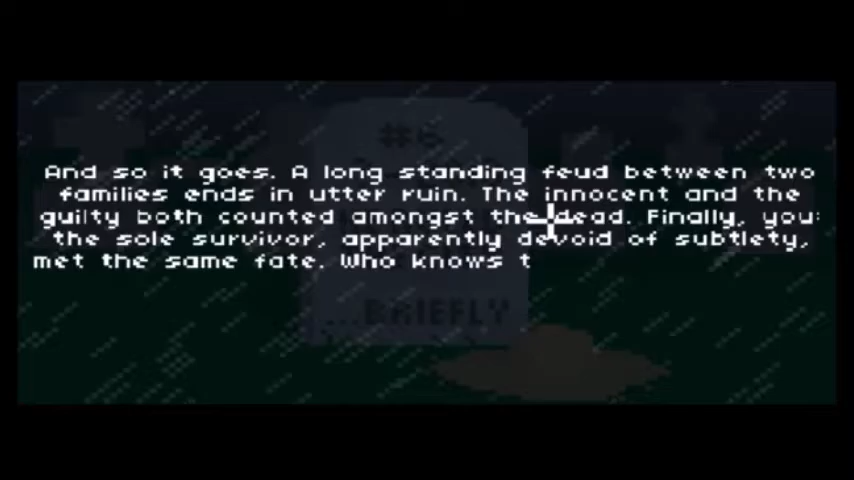 #6
And so it goes. A long standing feud between two
families ends in utter ruin. The innocent and the
guilty both counted amongst the dead. Finally, you:
the sole survivor, apparently devoid of subtlety,
met the same fate. Who knows t
...BRIEFLY